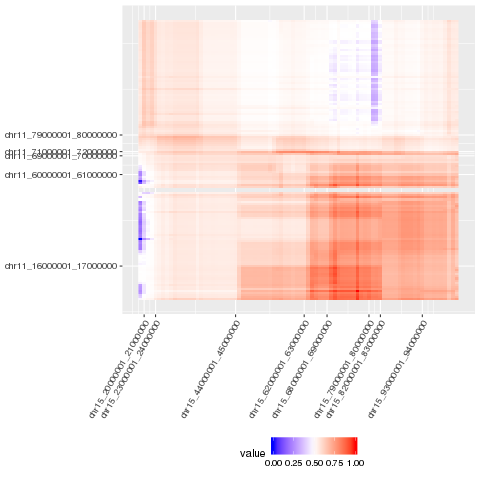 chr11_79000001_80000000
chr11_71000001_72000000
chr11_69000001_70000000
chr11_60000001_61000000
chr11_16000001_17000000
chr15_20000001_21000000
chr15_23000001_24000000
chr15_44000001_45000000
chr15_62000001_63000000
chr15_68000001_69000000
chr15_79000001_80000000
chr15_82000001_83000000
chr15_93000001_94000000
value
0.00 0.25 0.50 0.75 1.00